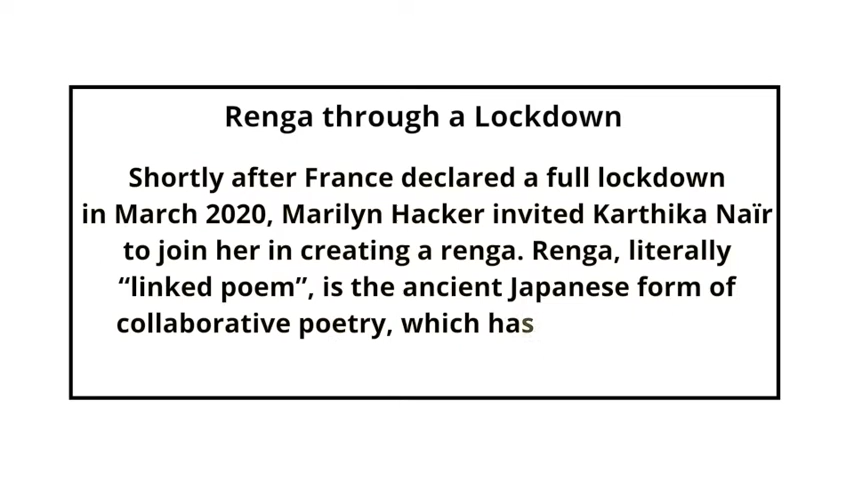 Renga through a Lockdown
Shortly after France declared a full lockdown
in March 2020, Marilyn Hacker invited Karthika Naïr
to join her in creating a renga. Renga, literally
“linked poem”, is the ancient Japanese form of
collaborative poetry, which has